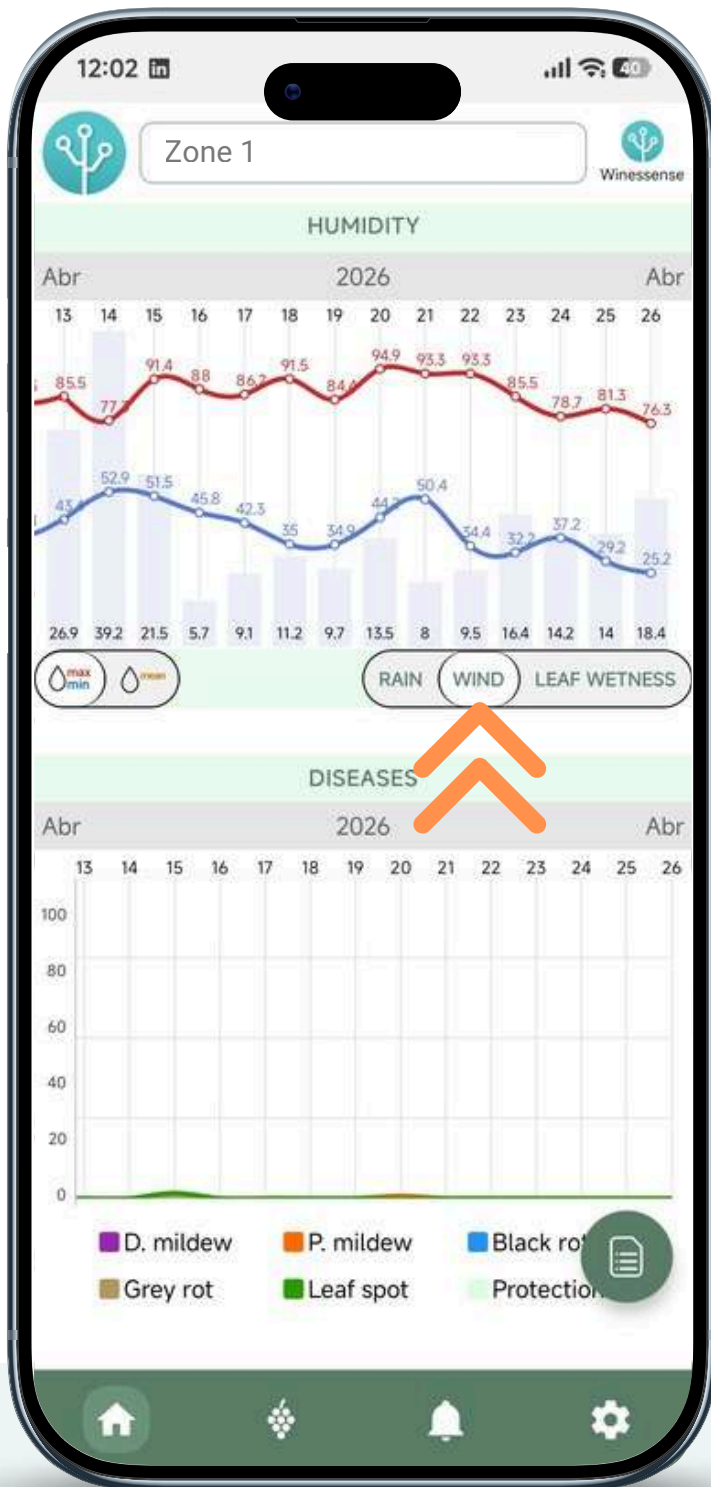 12:02 in 40
Zone 1
Winessense
HUMIDITY
Abr 2026 Abr
13 14 15 16 17 18 19 20 21 22 23 24 25 26
85.5 77. 91.4 88 86.2 91.5 84. 94.9 93.3 93.3 85.5 78.7 81.3 76.3
43. 52.9 51.5 45.8 42.3 35 34.9 44. 50.4 34.4 32.2 37.2 29.2 25.2
26.9 39.2 21.5 5.7 9.1 11.2 9.7 13.5 8 9.5 16.4 14.2 14 18.4
max
min
mean
RAIN WIND LEAF WETNESS
DISEASES
Abr 2026 Abr
13 14 15 16 17 18 19 20 21 22 23 24 25 26
100
80
60
40
20
0
D. mildew P. mildew Black ro
Grey rot Leaf spot Protection